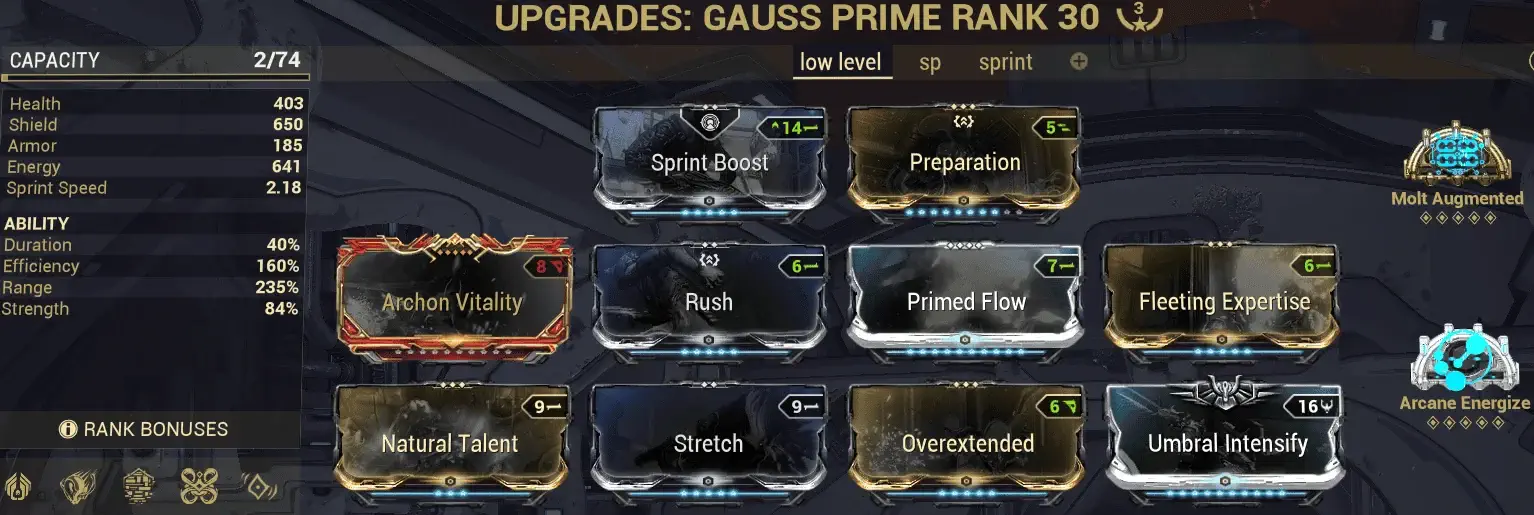 UPGRADES: GAUSS PRIME RANK 30 3
CAPACITY 2/74
low level sp sprint
Health 403
Shield 650
Armor 185
Energy 641
Sprint Speed 2.18
ABILITY
Duration 40%
Efficiency 160%
Range 235%
Strength 84%
RANK BONUSES
14 5
Sprint Boost Preparation
Molt Augmented
8 6 7 6
Archon Vitality Rush Primed Flow Fleeting Expertise
Arcane Energize
9 9 6 16
Natural Talent Stretch Overextended Umbral Intensify